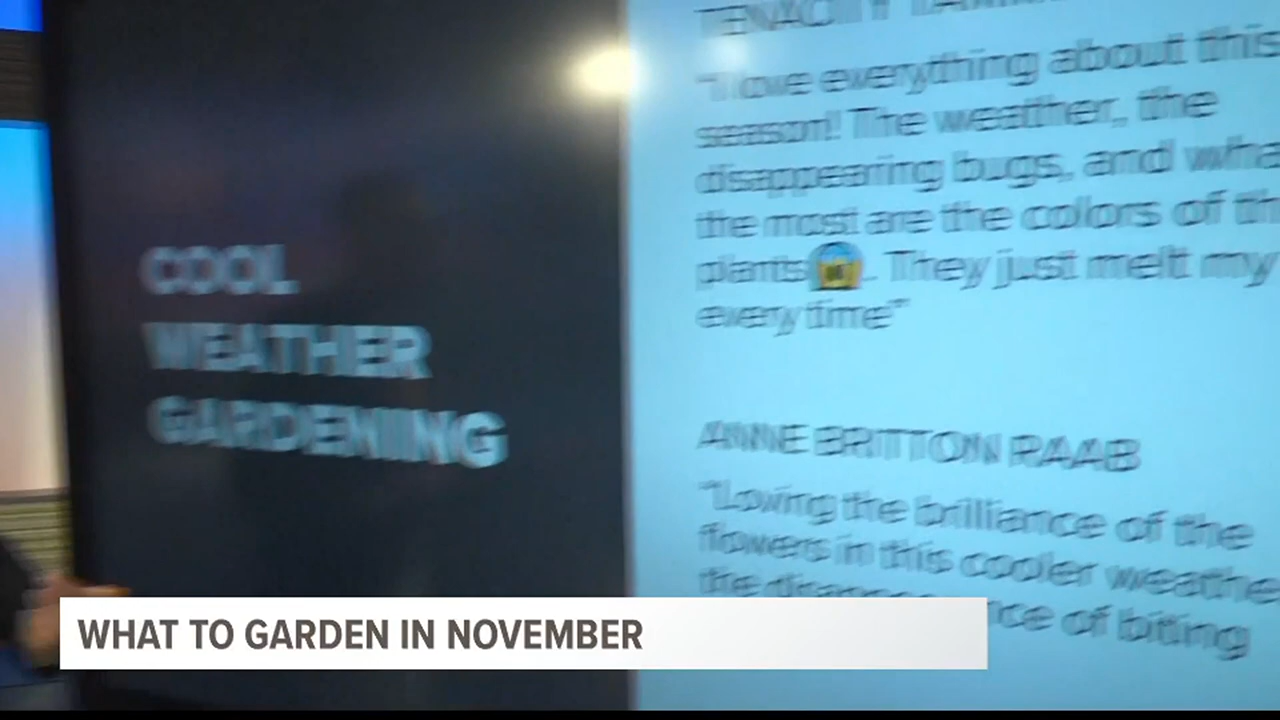 COOL
WEATHER
GARDENING
TENACITY
"I love everything about this
season! The weather, the
disappearing bugs, and
the most are the colors of
plants😱. They just melt my
every time"
ANNE BRITTON RAAB
"Loving the brilliance of the
flowers in this cooler
the of biting
WHAT TO GARDEN IN NOVEMBER